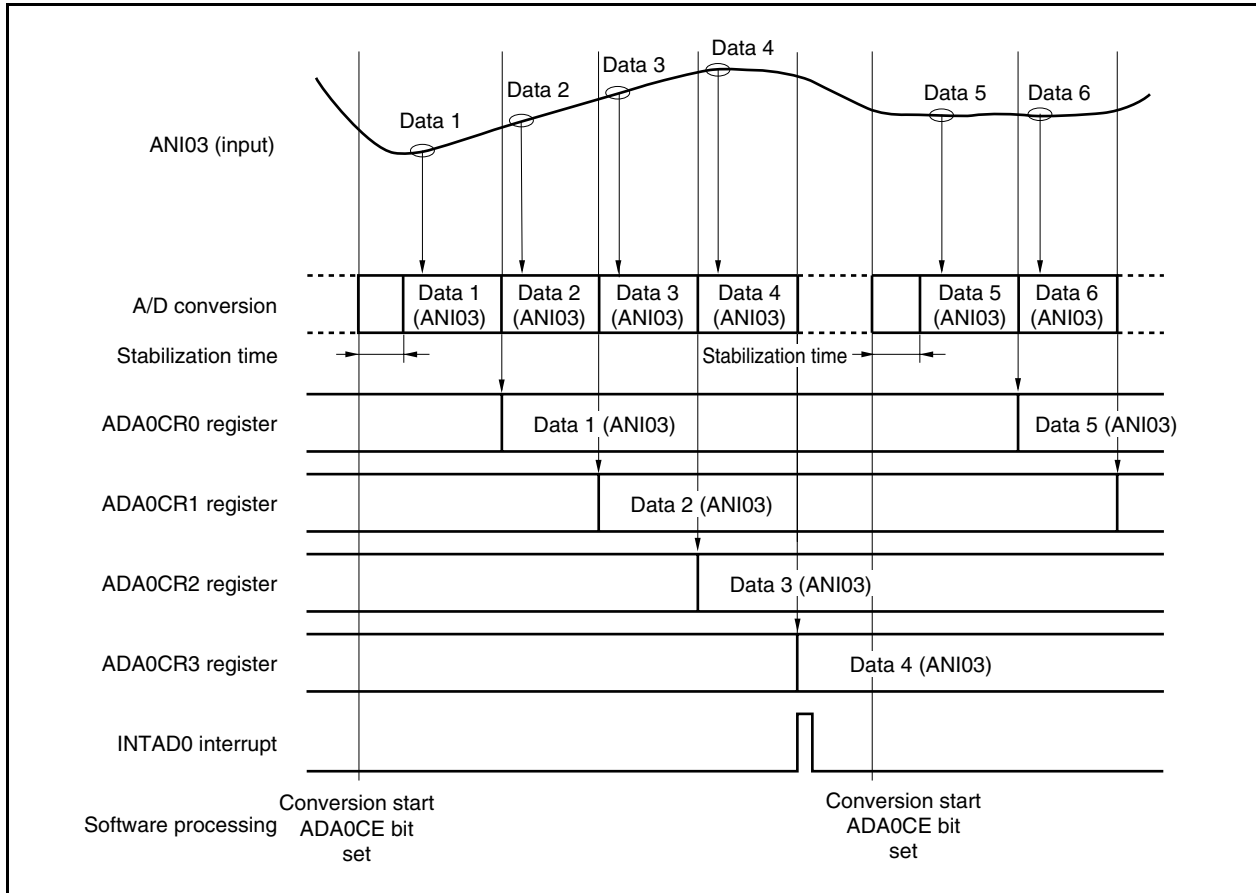 Data 1
Data 2
Data 3
Data 4
Data 5
Data 6
ANI03 (input)
A/D conversion
Data 1
(ANI03)
Data 2
(ANI03)
Data 3
(ANI03)
Data 4
(ANI03)
Data 5
(ANI03)
Data 6
(ANI03)
Stabilization time
Stabilization time
ADA0CR0 register
Data 1 (ANI03)
Data 5 (ANI03)
ADA0CR1 register
Data 2 (ANI03)
ADA0CR2 register
Data 3 (ANI03)
ADA0CR3 register
Data 4 (ANI03)
INTAD0 interrupt
Software processing
Conversion start
ADA0CE bit
set
Conversion start
ADA0CE bit
set